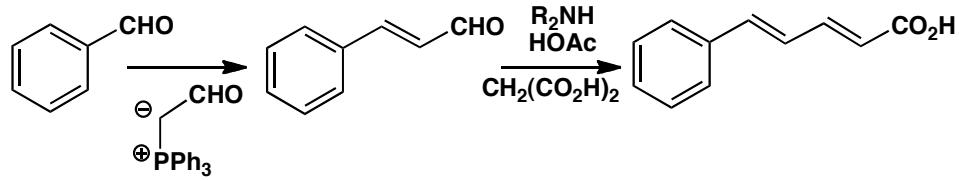 CHO
⊖ CHO
⊕ PPh₃
CHO
R₂NH
HOAc
CH₂(CO₂H)₂
CO₂H